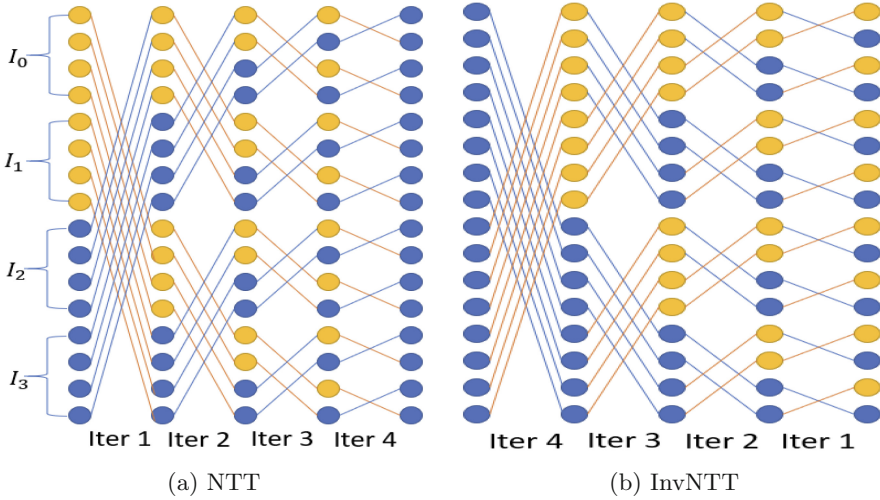 I₀
I₁
I₂
I₃
Iter 1 Iter 2 Iter 3 Iter 4
Iter 4 Iter 3 Iter 2 Iter 1
(a) NTT
(b) InvNTT